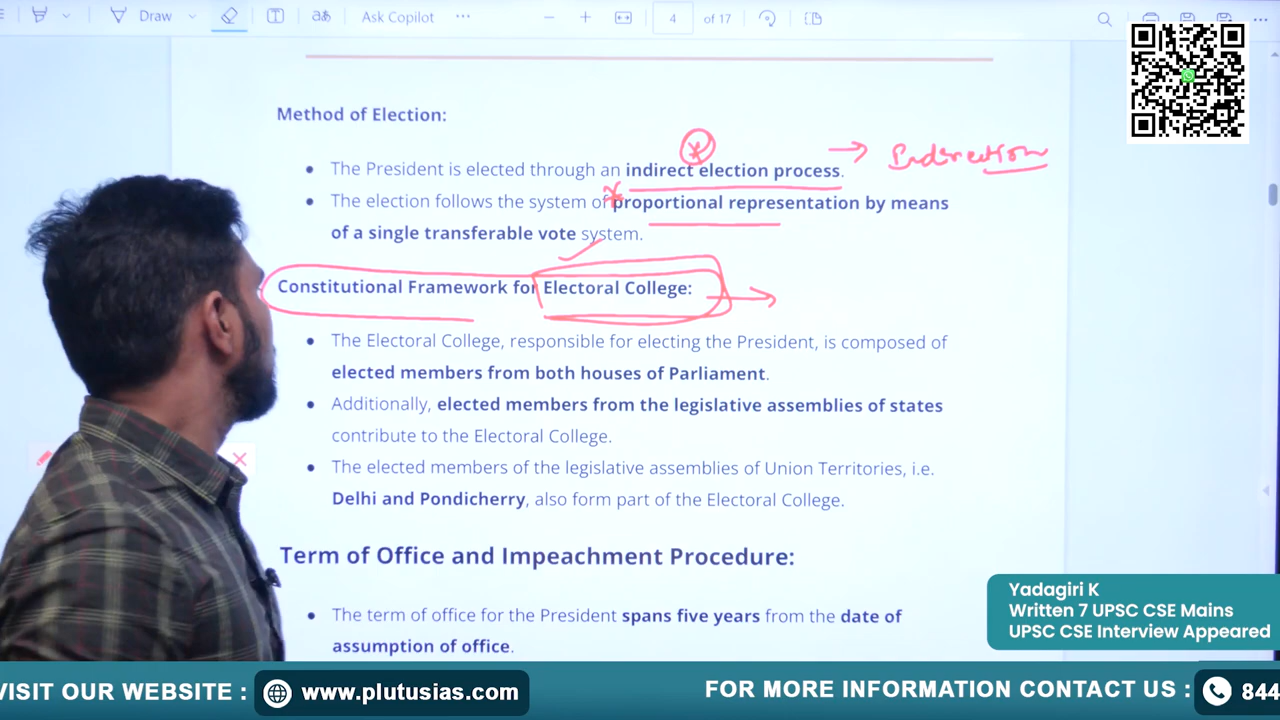 Draw
aあ
Ask Copilot
4
of 17
Method of Election:
• The President is elected through an indirect election process.
• The election follows the system of proportional representation by means
of a single transferable vote system.
Constitutional Framework for Electoral College:
• The Electoral College, responsible for electing the President, is composed of
elected members from both houses of Parliament.
• Additionally, elected members from the legislative assemblies of states
contribute to the Electoral College.
• The elected members of the legislative assemblies of Union Territories, i.e.
Delhi and Pondicherry, also form part of the Electoral College.
Term of Office and Impeachment Procedure:
• The term of office for the President spans five years from the date of
assumption of office.
Yadagiri K
Written 7 UPSC CSE Mains
UPSC CSE Interview Appeared
VISIT OUR WEBSITE :
www.plutusias.com
FOR MORE INFORMATION CONTACT US :
844